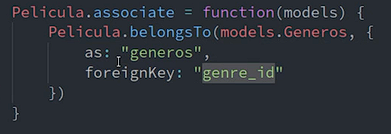 Pelicula.associate = function(models) {
Pelicula.belongsTo(models.Generos, {
as: "generos",
foreignKey: "genre_id"
})
}